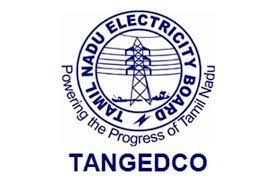 TAMIL NADU ELECTRICITY BOARD
Powering the Progress of Tamil Nadu
TANGEDCO